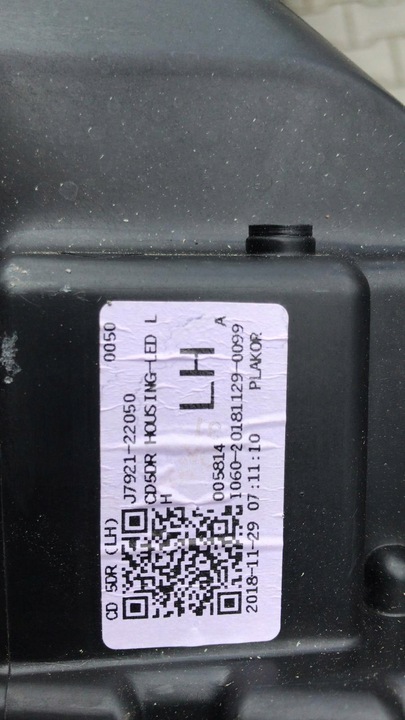 CD 5DR (LH) 0050
J7921-22050
CD5DR HOUSING-LED L
H
LH
005814 A
I060-20181129-0099
2018-11-29 07:11:10 PLAKOR